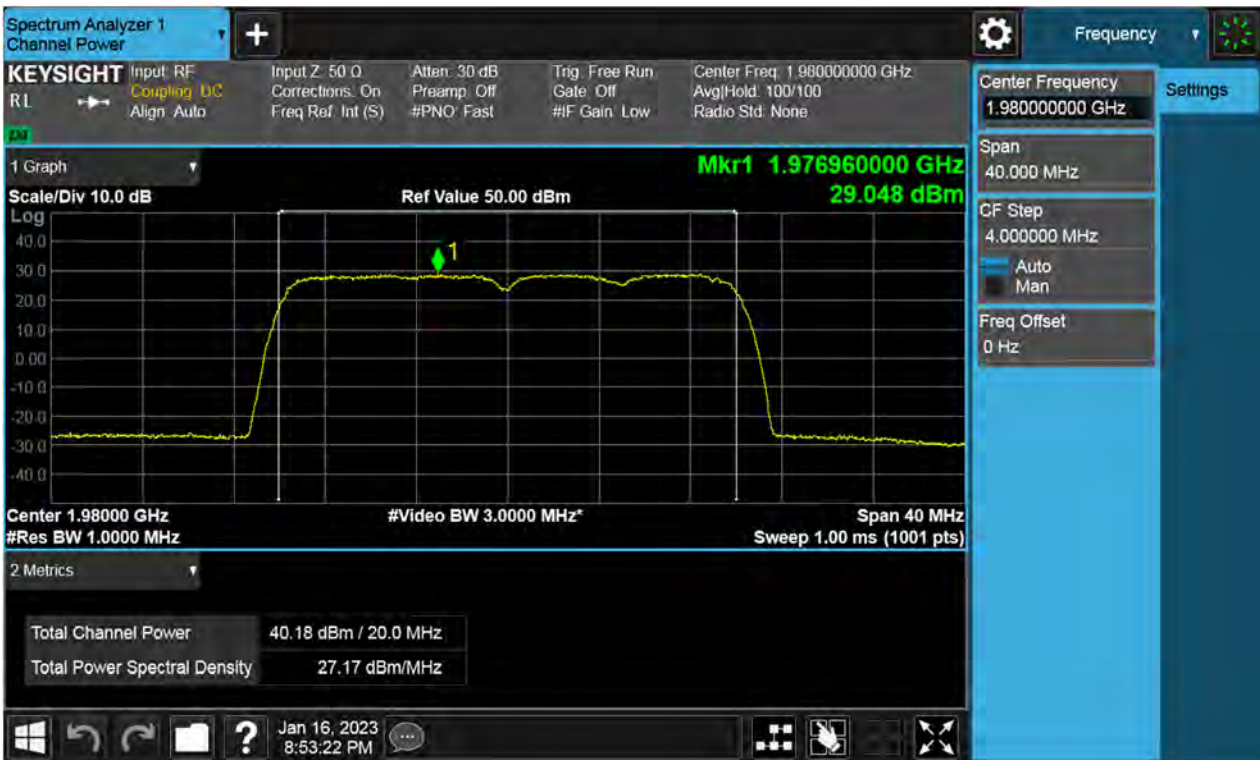 Spectrum Analyzer 1
Channel Power
+
Frequency
KEYSIGHT
RL
Input: RF
Coupling: DC
Align: Auto
Input Z: 50 Ω
Corrections: On
Freq Ref: Int (S)
Atten: 30 dB
Preamp: Off
#PNO: Fast
Trig: Free Run
Gate: Off
#IF Gain: Low
Center Freq: 1.980000000 GHz
Avg|Hold: 100/100
Radio Std: None
Center Frequency
1.980000000 GHz
Settings
Span
40.000 MHz
CF Step
4.000000 MHz
Auto
Man
Freq Offset
0 Hz
1 Graph
Mkr1 1.976960000 GHz
29.048 dBm
Scale/Div 10.0 dB
Ref Value 50.00 dBm
Log
40.0
30.0
20.0
10.0
0.00
-10.0
-20.0
-30.0
-40.0
1
Center 1.98000 GHz
#Video BW 3.0000 MHz*
Span 40 MHz
#Res BW 1.0000 MHz
Sweep 1.00 ms (1001 pts)
2 Metrics
Total Channel Power 40.18 dBm / 20.0 MHz
Total Power Spectral Density 27.17 dBm/MHz
?
Jan 16, 2023
8:53:22 PM